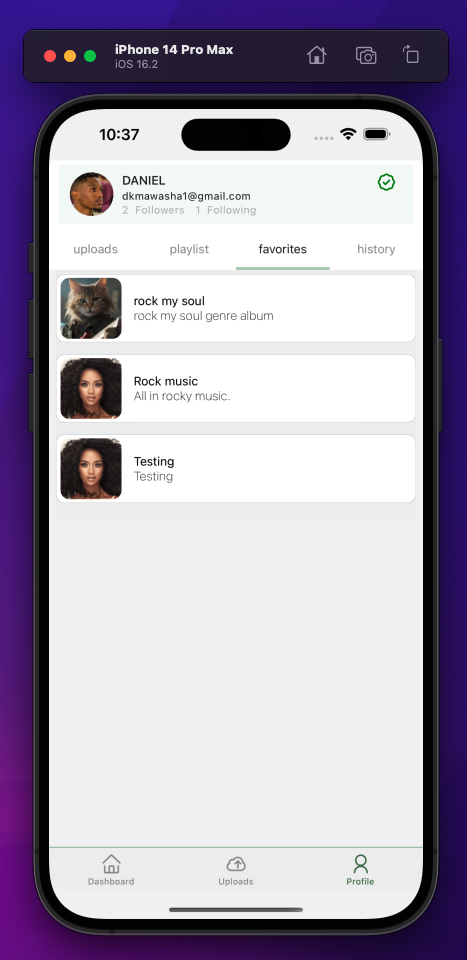 iPhone 14 Pro Max
iOS 16.2
10:37
DANIEL
dkmawasha1@gmail.com
2 Followers 1 Following
uploads playlist favorites history
rock my soul
rock my soul genre album
Rock music
All in rocky music.
Testing
Testing
Dashboard Uploads Profile